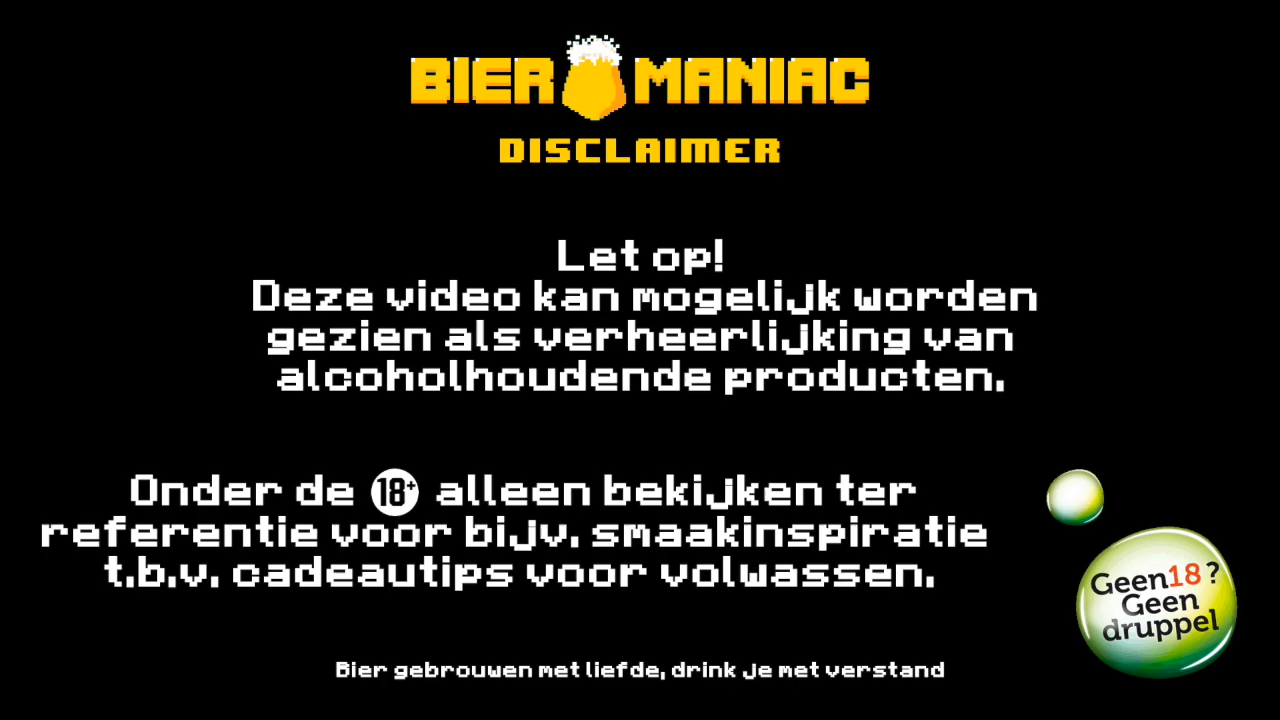 BIER MANIAC
DISCLAIMER
Let op!
Deze video kan mogelijk worden
gezien als verheerlijking van
alcoholhoudende producten.
Onder de 18+ alleen bekijken ter
referentie voor bijv. smaakinspiratie
t.b.v. cadeautips voor volwassen.
Geen18?
Geen
druppel
Bier gebrouwen met liefde, drink je met verstand